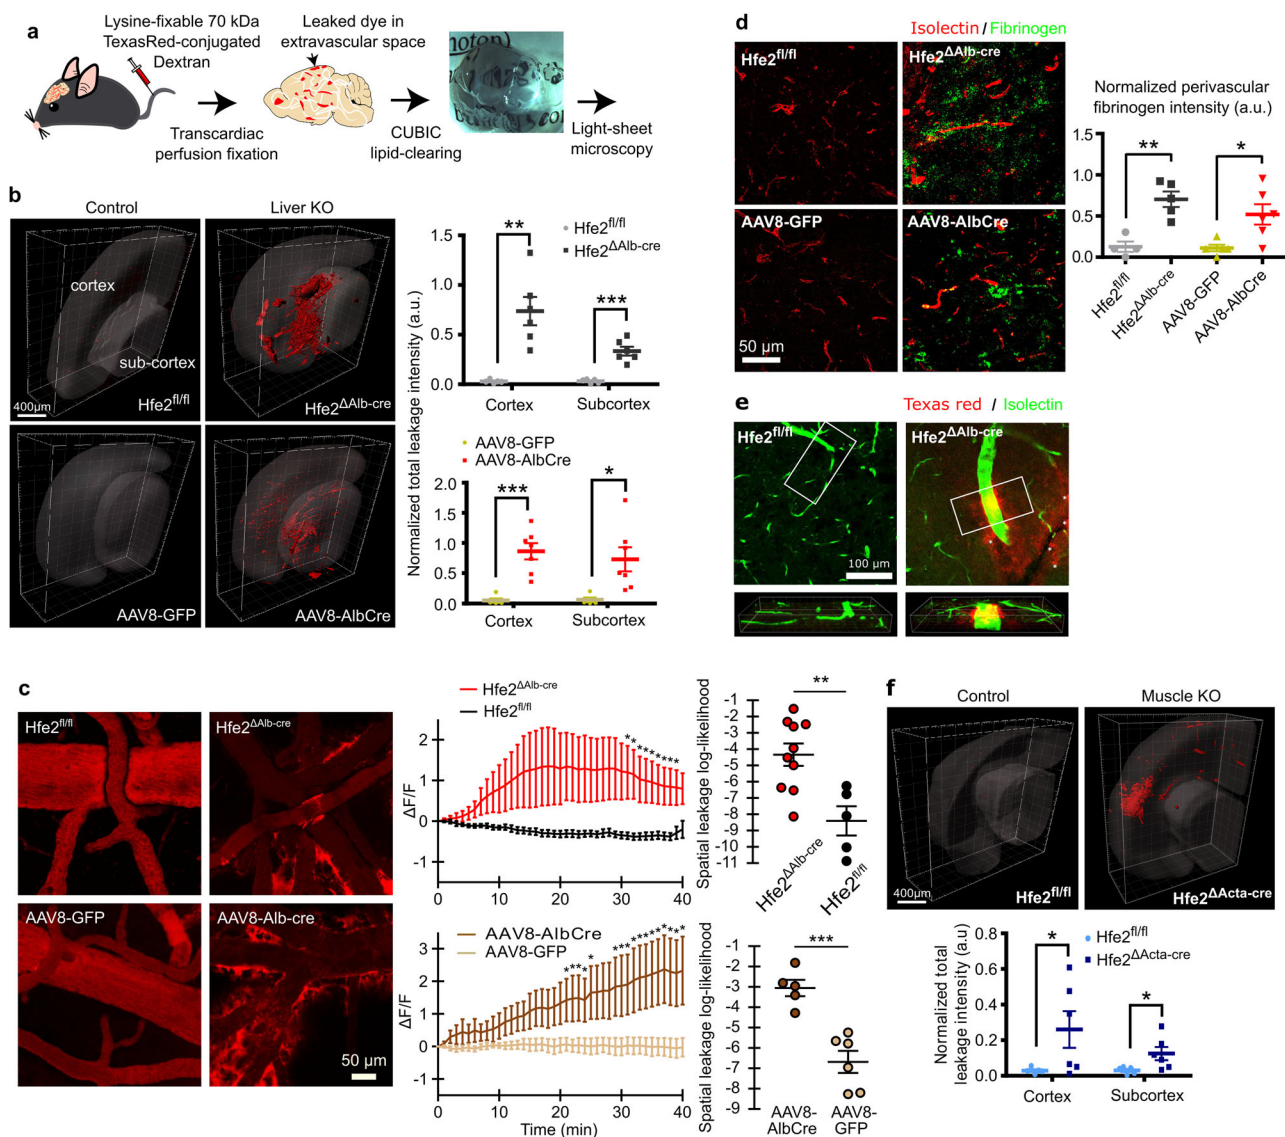 a
Lysine-fixable 70 kDa
TexasRed-conjugated
Dextran
Leaked dye in
extravascular space
Transcardiac
perfusion fixation
CUBIC
lipid-clearing
Light-sheet
microscopy
b
Control
Liver KO
cortex
sub-cortex
400µm
Hfe2fl/fl
Hfe2ΔAlb-cre
AAV8-GFP
AAV8-AlbCre
Normalized total leakage intensity (a.u.)
Hfe2fl/fl
Hfe2ΔAlb-cre
1.5
1.0
0.5
0.0
**
***
Cortex
Subcortex
AAV8-GFP
AAV8-AlbCre
2.0
1.5
1.0
0.5
0.0
***
*
Cortex
Subcortex
c
Hfe2fl/fl
Hfe2ΔAlb-cre
AAV8-GFP
AAV8-Alb-cre
50 µm
Hfe2ΔAlb-cre
Hfe2fl/fl
ΔF/F
2
1
0
-1
0
10
20
30
40
AAV8-AlbCre
AAV8-GFP
ΔF/F
3
2
1
0
-1
0
10
20
30
40
Time (min)
Spatial leakage log-likelihood
-1
-2
-3
-4
-5
-6
-7
-8
-9
-10
-11
**
Hfe2ΔAlb-cre
Hfe2fl/fl
Spatial leakage log-likelihood
-1
-2
-3
-4
-5
-6
-7
-8
-9
***
AAV8-
AlbCre
AAV8-
GFP
d
Isolectin / Fibrinogen
Hfe2fl/fl
Hfe2ΔAlb-cre
AAV8-GFP
AAV8-AlbCre
50 µm
Normalized perivascular
fibrinogen intensity (a.u.)
1.5
1.0
0.5
0.0
**
*
Hfe2fl/fl
Hfe2ΔAlb-cre
AAV8-GFP
AAV8-AlbCre
e
Texas red / Isolectin
Hfe2fl/fl
Hfe2ΔAlb-cre
100 µm
f
Control
Muscle KO
400µm
Hfe2fl/fl
Hfe2ΔActa-cre
Normalized total
leakage intensity (a.u)
0.8
0.6
0.4
0.2
0.0
*
*
Hfe2fl/fl
Hfe2ΔActa-cre
Cortex
Subcortex